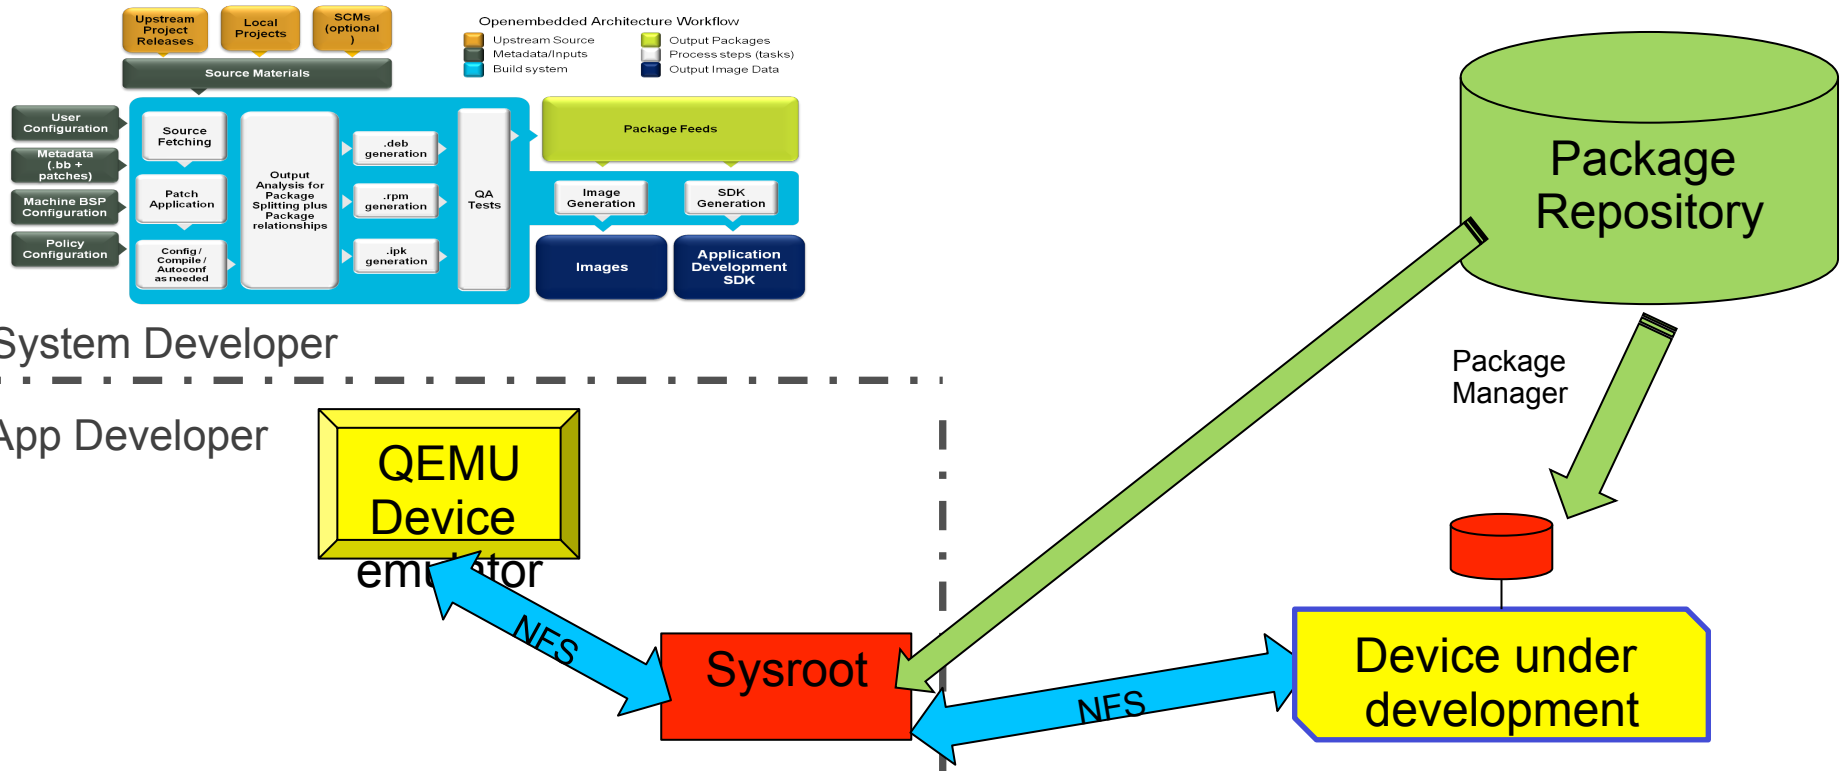 Upstream
Project
Releases
Local
Projects
SCMs
(optional
)
Source Materials
Openembedded Architecture Workflow
Upstream Source
Metadata/Inputs
Build system
Output Packages
Process steps (tasks)
Output Image Data
User
Configuration
Metadata
(.bb +
patches)
Machine BSP
Configuration
Policy
Configuration
Source
Fetching
Patch
Application
Config /
Compile /
Autoconf
as needed
Output
Analysis for
Package
Splitting plus
Package
relationships
.deb
generation
.rpm
generation
.ipk
generation
QA
Tests
Package Feeds
Image
Generation
SDK
Generation
Images
Application
Development
SDK
System Developer
App Developer
QEMU
Device
emulator
NFS
Sysroot
NFS
Package
Repository
Package
Manager
Device under
development